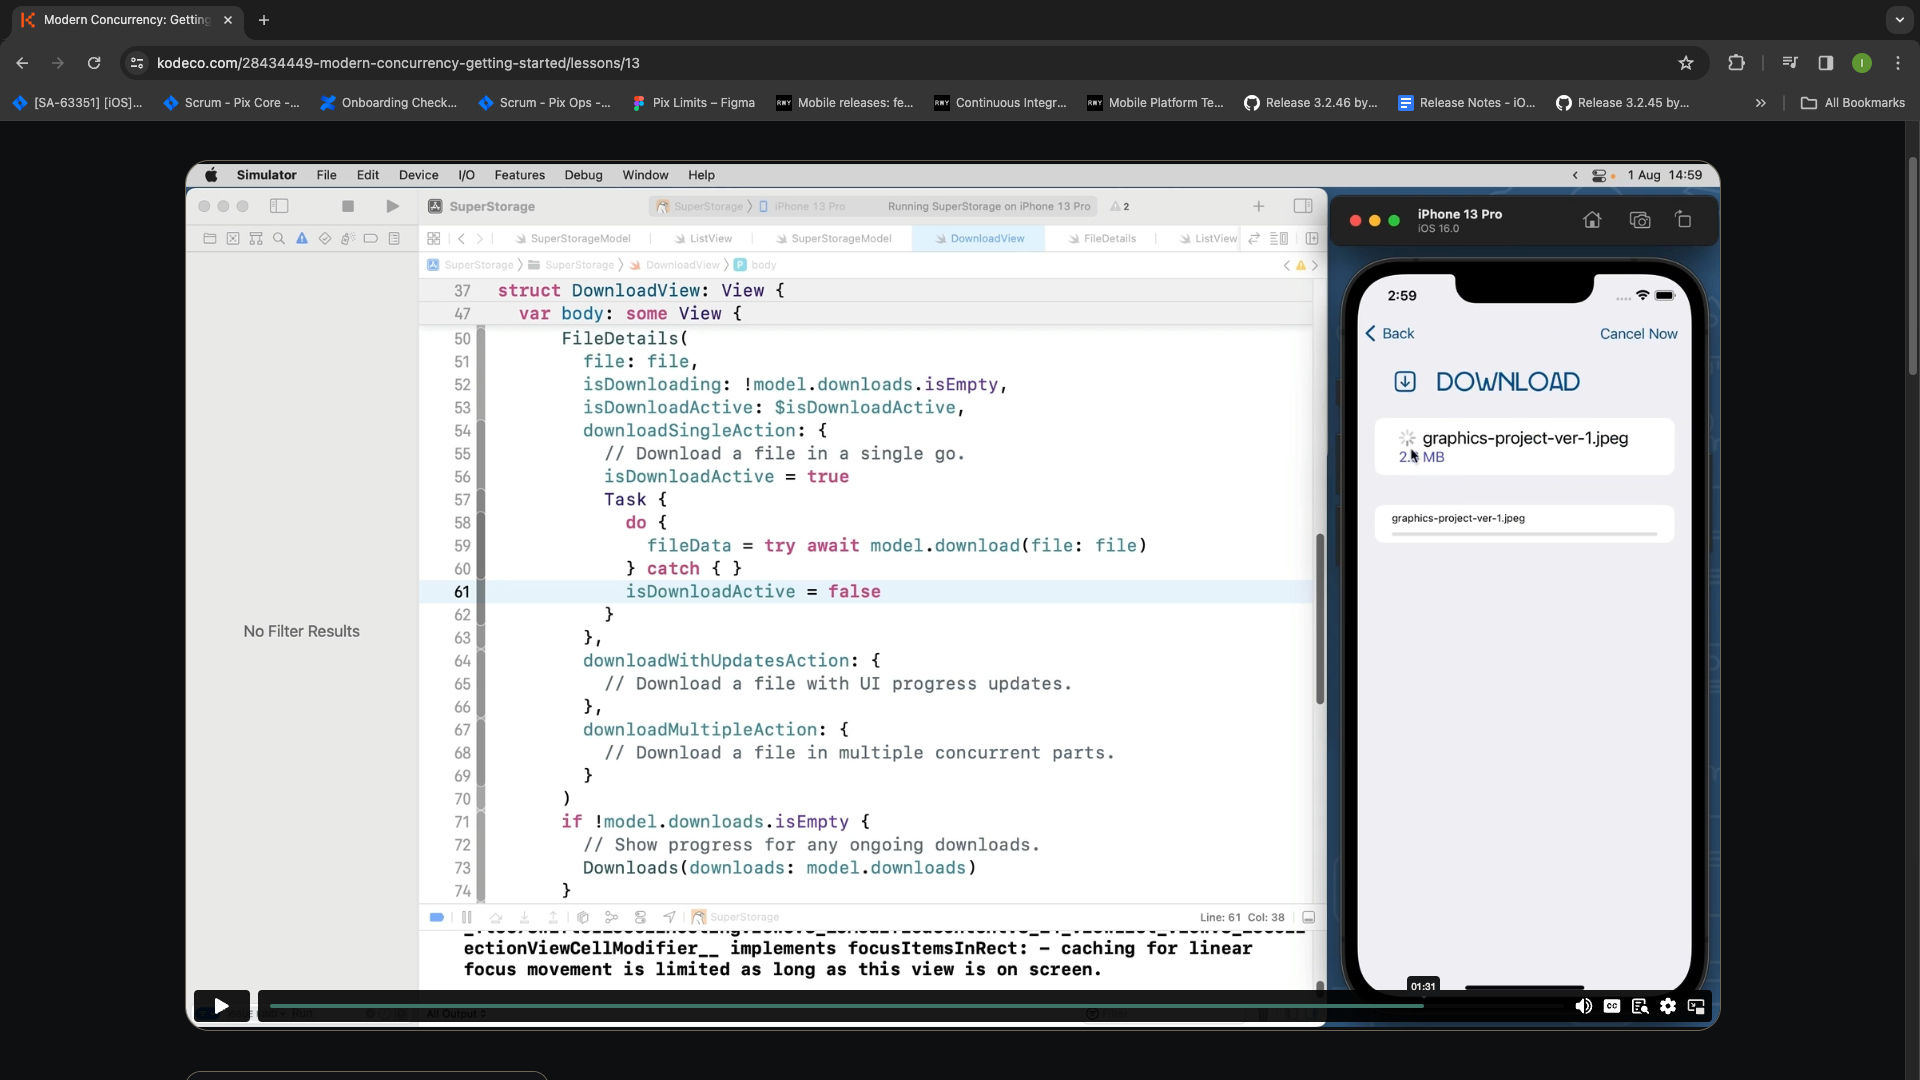 Modern Concurrency: Getting
kodeco.com/28434449-modern-concurrency-getting-started/lessons/13
I
[SA-63351] [iOS]...
Scrum - Pix Core -...
Onboarding Check...
Scrum - Pix Ops -...
Pix Limits – Figma
RWY Mobile releases: fe...
RWY Continuous Integr...
RWY Mobile Platform Te...
Release 3.2.46 by...
Release Notes - iO...
Release 3.2.45 by...
All Bookmarks
Simulator File Edit Device I/O Features Debug Window Help
1 Aug 14:59
SuperStorage
SuperStorage
iPhone 13 Pro
Running SuperStorage on iPhone 13 Pro
2
SuperStorageModel
ListView
SuperStorageModel
DownloadView
FileDetails
ListView
SuperStorage
SuperStorage
DownloadView
P body
37 struct DownloadView: View {
47 var body: some View {
50 FileDetails(
51 file: file,
52 isDownloading: !model.downloads.isEmpty,
53 isDownloadActive: $isDownloadActive,
54 downloadSingleAction: {
55 // Download a file in a single go.
56 isDownloadActive = true
57 Task {
58 do {
59 fileData = try await model.download(file: file)
60 } catch { }
61 isDownloadActive = false
62 }
63 },
64 downloadWithUpdatesAction: {
65 // Download a file with UI progress updates.
66 },
67 downloadMultipleAction: {
68 // Download a file in multiple concurrent parts.
69 }
70 )
71 if !model.downloads.isEmpty {
72 // Show progress for any ongoing downloads.
73 Downloads(downloads: model.downloads)
74 }
No Filter Results
SuperStorage
Line: 61 Col: 38
ectionViewCellModifier__ implements focusItemsInRect: - caching for linear
focus movement is limited as long as this view is on screen.
All Output
01:31
CC
iPhone 13 Pro
iOS 16.0
2:59
Back
Cancel Now
DOWNLOAD
graphics-project-ver-1.jpeg
MB
graphics-project-ver-1.jpeg